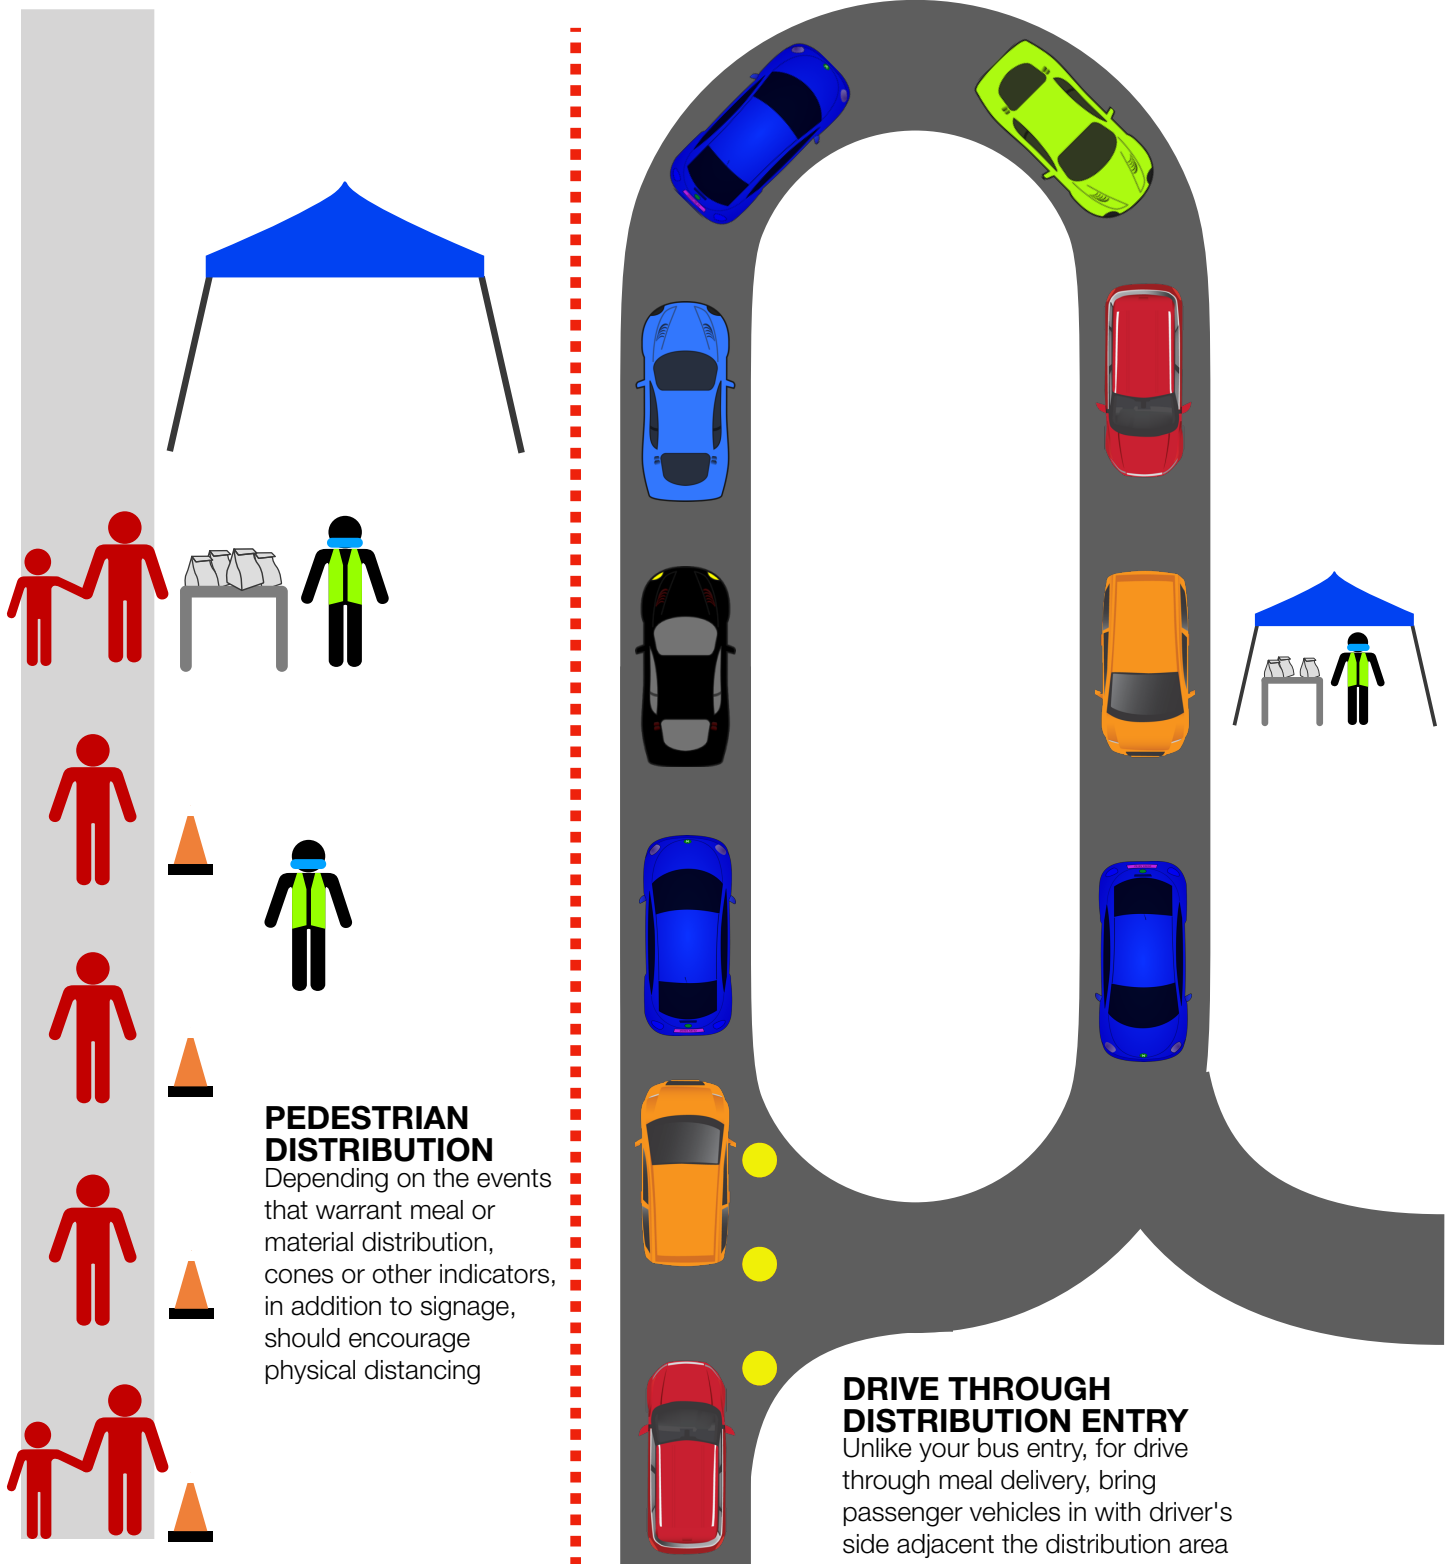 PEDESTRIAN
DISTRIBUTION
Depending on the events
that warrant meal or
material distribution,
cones or other indicators,
in addition to signage,
should encourage
physical distancing
DRIVE THROUGH
DISTRIBUTION ENTRY
Unlike your bus entry, for drive
through meal delivery, bring
passenger vehicles in with driver's
side adjacent the distribution area